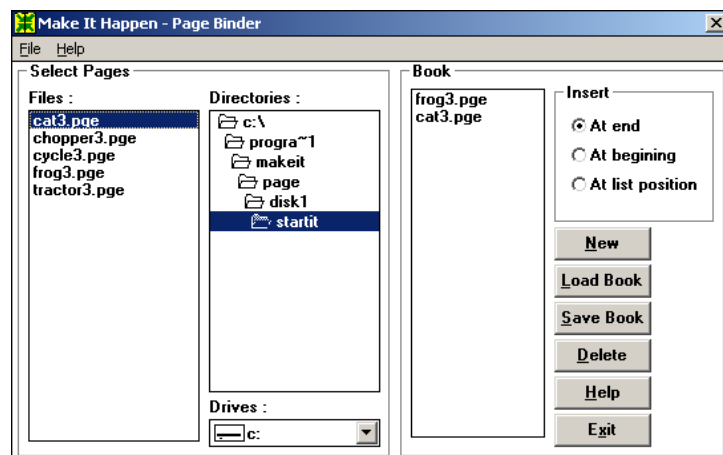 Make It Happen - Page Binder
File Help
Select Pages
Files :
cat3.pge
chopper3.pge
cycle3.pge
frog3.pge
tractor3.pge
Directories :
c:\
progra~1
makeit
page
disk1
startit
Drives :
c:
Book
frog3.pge
cat3.pge
Insert
At end
At begining
At list position
New
Load Book
Save Book
Delete
Help
Exit